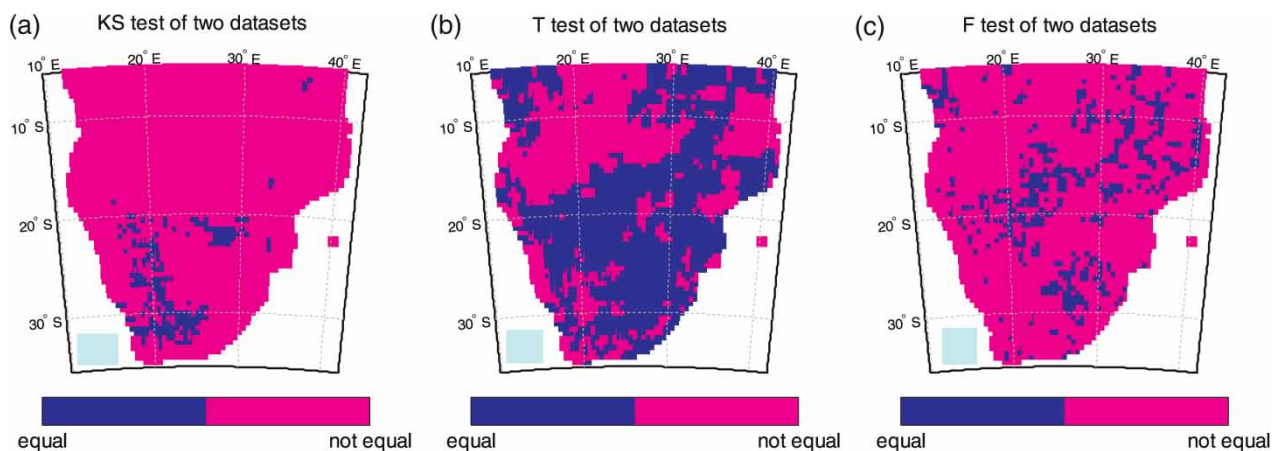 (a) KS test of two datasets
10° E 20° E 30° E 40° E
10° S
20° S
30° S
equal not equal
(b) T test of two datasets
10° E 20° E 30° E 40° E
10° S
20° S
30° S
equal not equal
(c) F test of two datasets
10° E 20° E 30° E 40° E
10° S
20° S
30° S
equal not equal